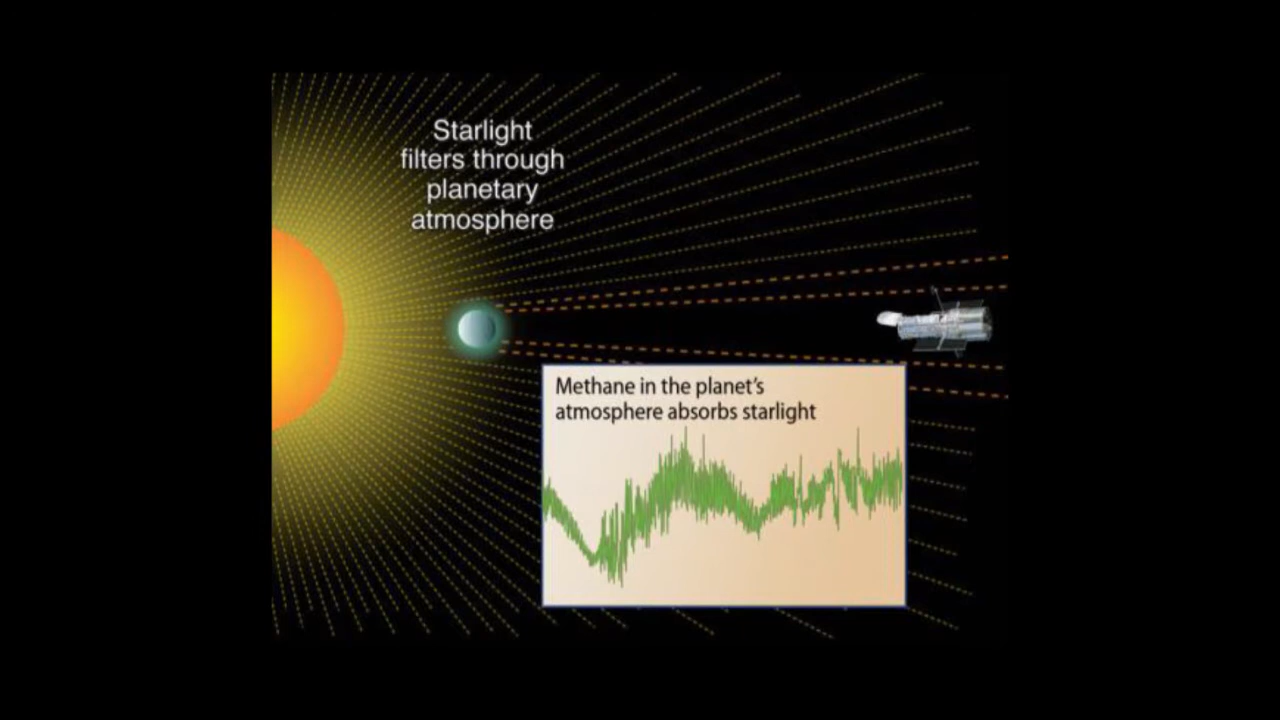 Starlight
filters through
planetary
atmosphere
Methane in the planet’s
atmosphere absorbs starlight